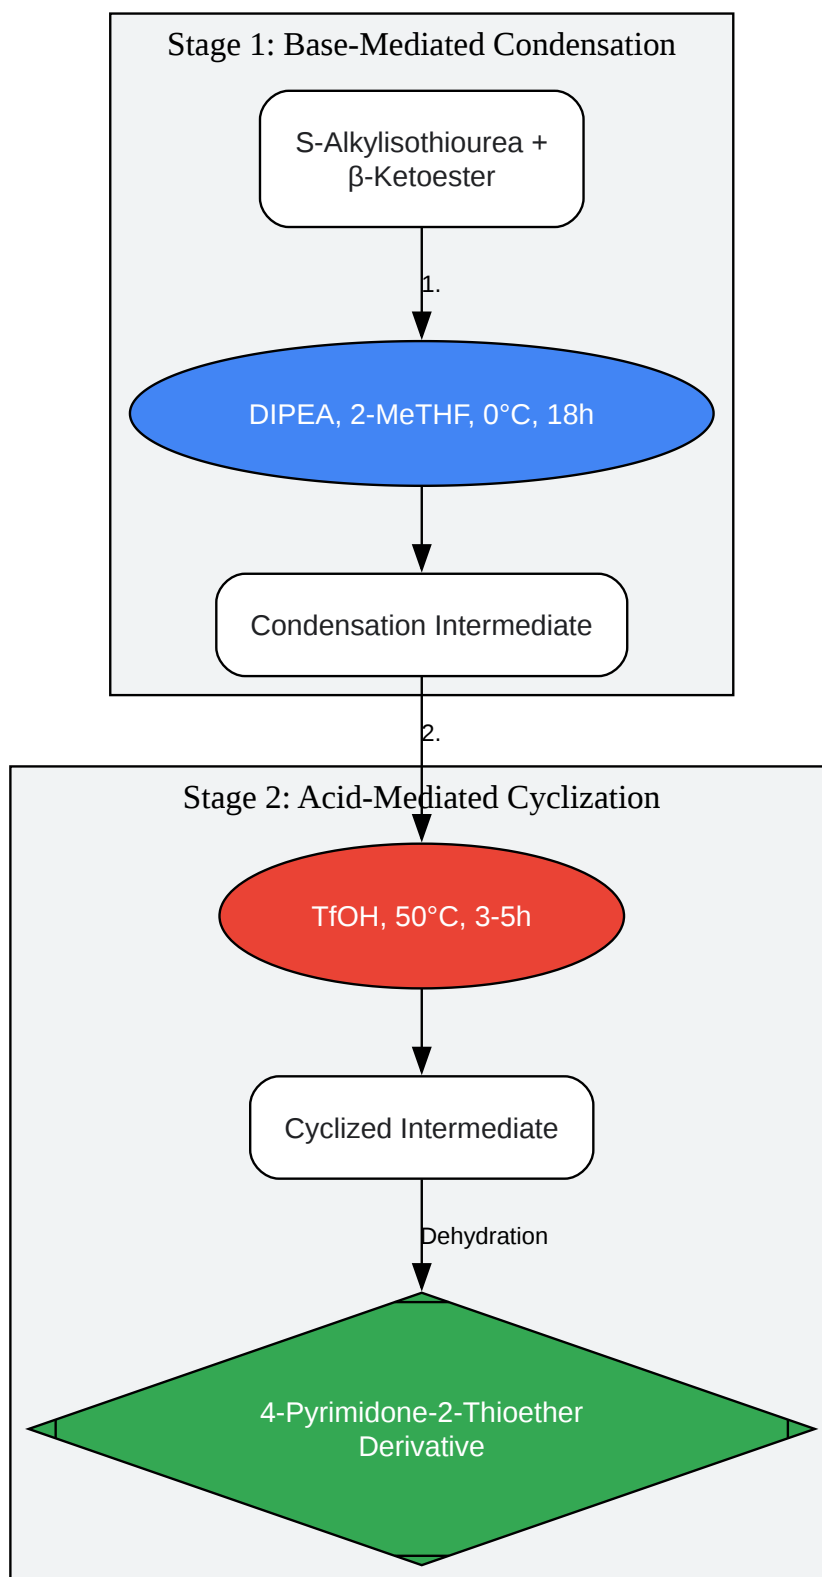 Stage 1: Base-Mediated Condensation
S-Alkylisothiourea +
β-Ketoester
1.
DIPEA, 2-MeTHF, 0°C, 18h
Condensation Intermediate
2.
Stage 2: Acid-Mediated Cyclization
TfOH, 50°C, 3-5h
Cyclized Intermediate
Dehydration
4-Pyrimidone-2-Thioether
Derivative